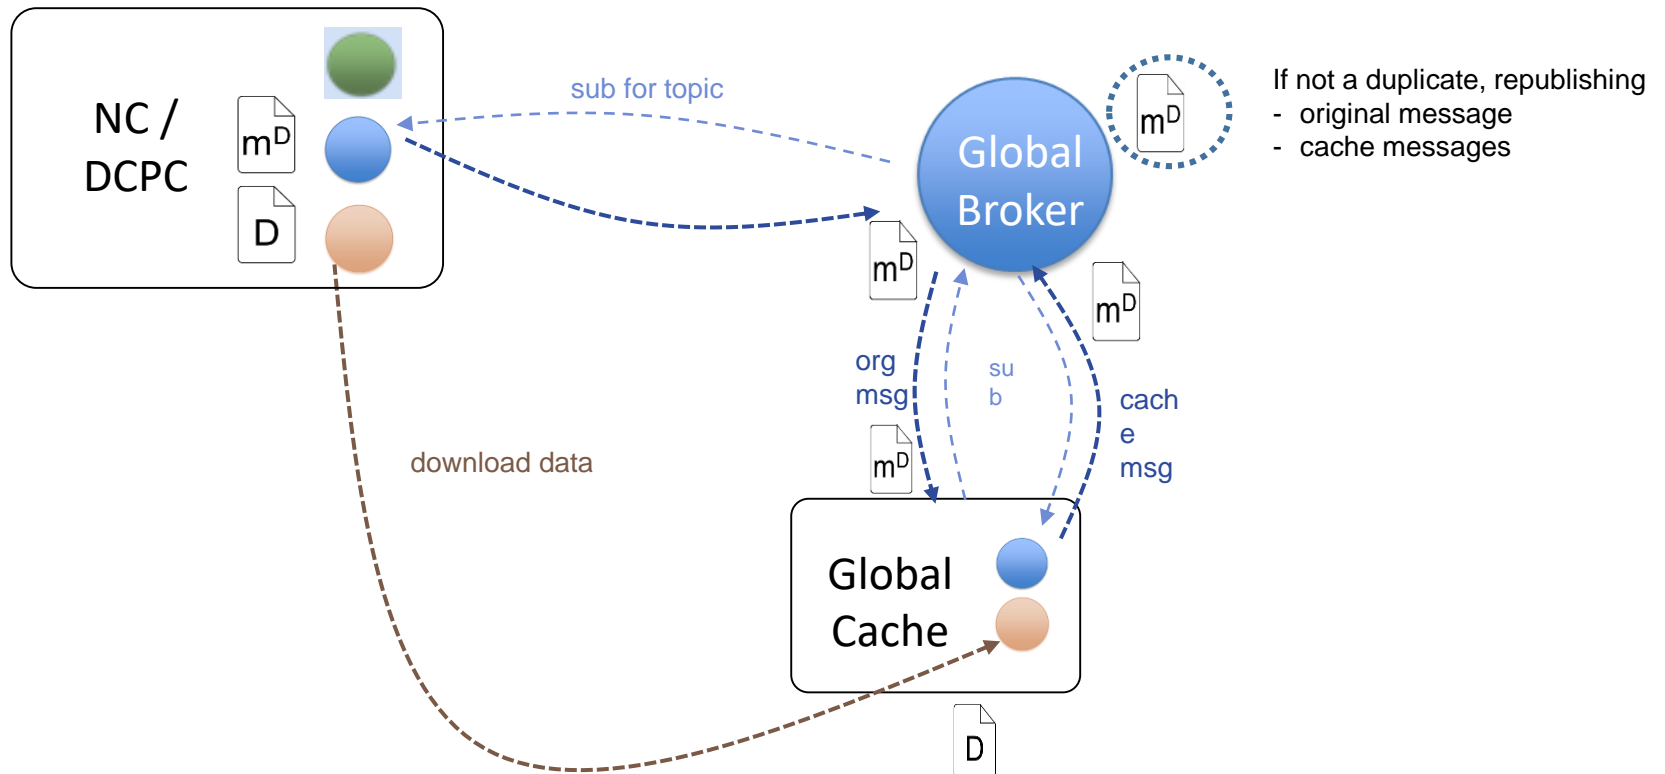 NC /
DCPC
mD
D
sub for topic
Global
Broker
mD
If not a duplicate, republishing
- original message
- cache messages
mD
mD
org
msg
su
b
cach
e
msg
mD
download data
Global
Cache
D